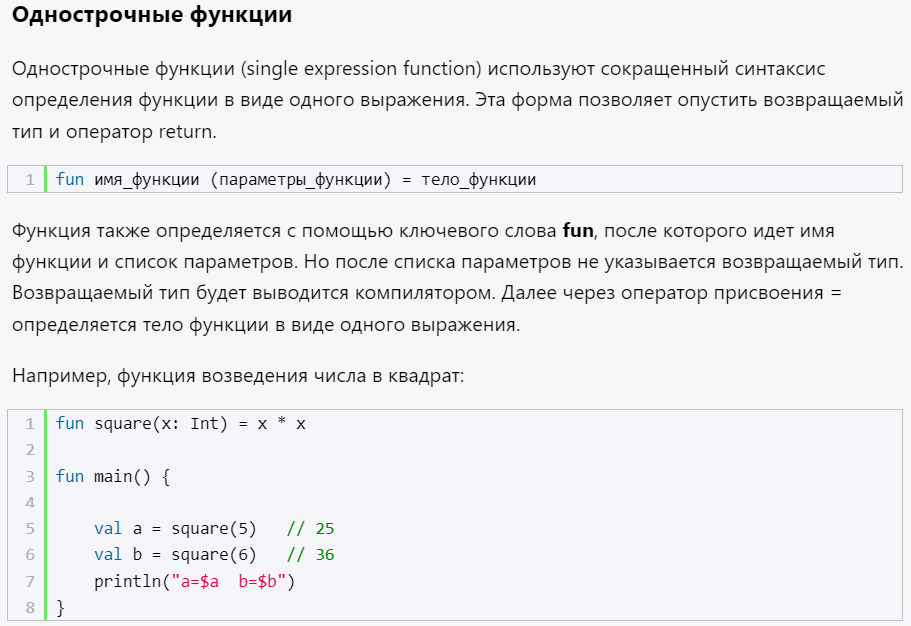 Однострочные функции
Однострочные функции (single expression function) используют сокращенный синтаксис
определения функции в виде одного выражения. Эта форма позволяет опустить возвращаемый
тип и оператор return.
1 fun имя_функции (параметры_функции) = тело_функции
Функция также определяется с помощью ключевого слова fun, после которого идет имя
функции и список параметров. Но после списка параметров не указывается возвращаемый тип.
Возвращаемый тип будет выводится компилятором. Далее через оператор присвоения =
определяется тело функции в виде одного выражения.
Например, функция возведения числа в квадрат:
1 fun square(x: Int) = x * x
2
3 fun main() {
4
5     val a = square(5)   // 25
6     val b = square(6)   // 36
7     println("a=$a  b=$b")
8 }